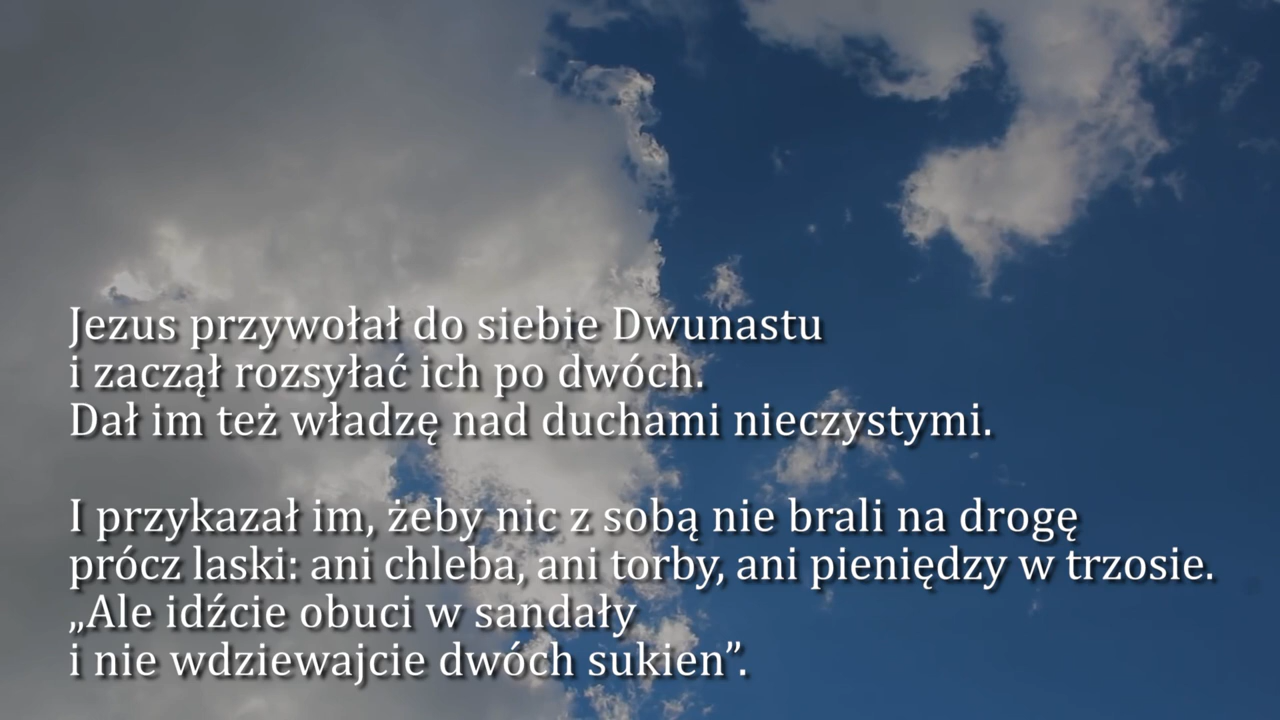 Jezus przywołał do siebie Dwunastu
i zaczął rozsyłać ich po dwóch.
Dał im też władzę nad duchami nieczystymi.
I przykazał im, żeby nic z sobą nie brali na drogę
prócz laski: ani chleba, ani torby, ani pieniędzy w trzosie.
„Ale idźcie obuci w sandały
i nie wdziewajcie dwóch sukien”.